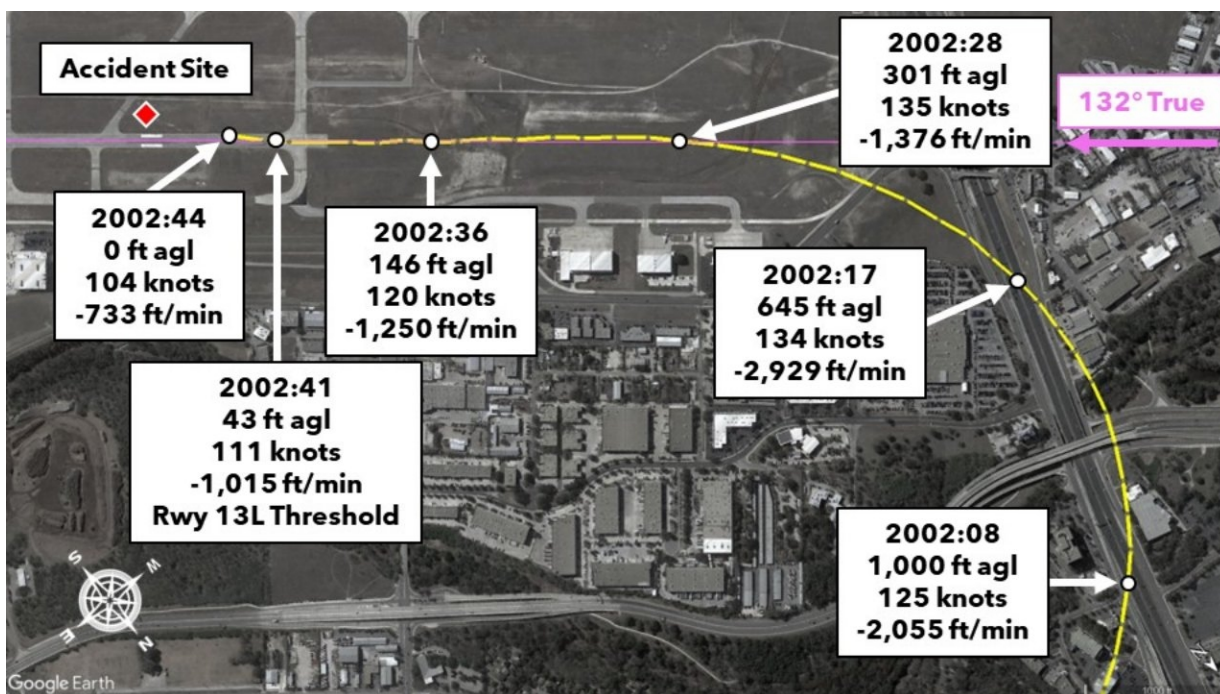 Accident Site
2002:28
301 ft agl
135 knots
-1,376 ft/min
132° True
2002:44
0 ft agl
104 knots
-733 ft/min
2002:36
146 ft agl
120 knots
-1,250 ft/min
2002:17
645 ft agl
134 knots
-2,929 ft/min
2002:41
43 ft agl
111 knots
-1,015 ft/min
Rwy 13L Threshold
2002:08
1,000 ft agl
125 knots
-2,055 ft/min
S
W
E
N
Google Earth